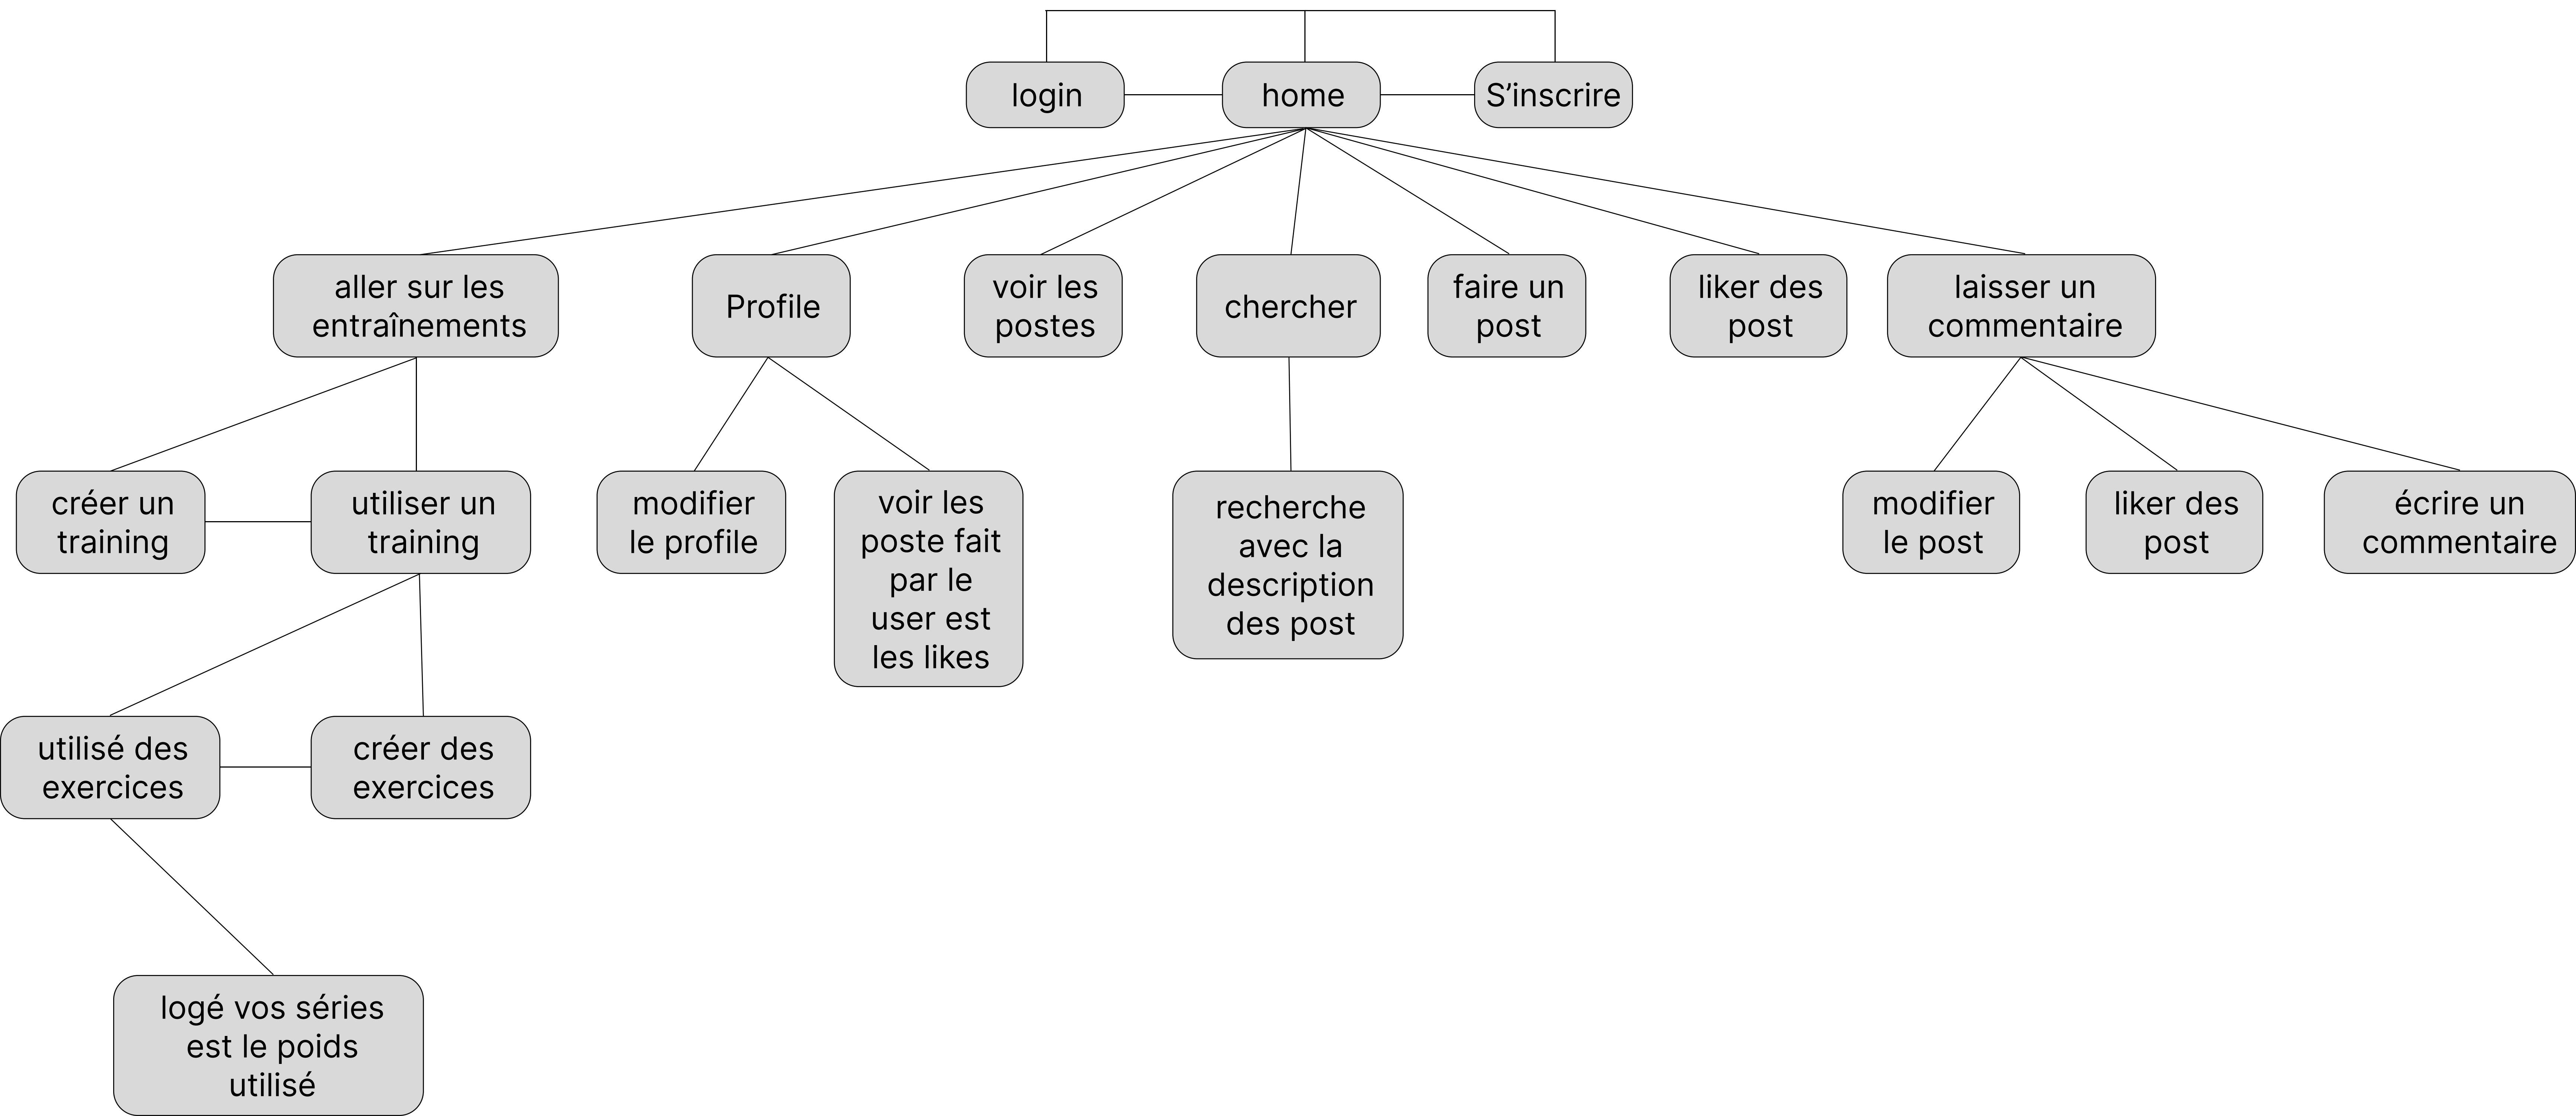 login
home
S’inscrire
aller sur les
entraînements
Profile
voir les
postes
chercher
faire un
post
liker des
post
laisser un
commentaire
créer un
training
utiliser un
training
modifier
le profile
voir les
poste fait
par le
user est
les likes
recherche
avec la
description
des post
modifier
le post
liker des
post
écrire un
commentaire
utilisé des
exercices
créer des
exercices
logé vos séries
est le poids
utilisé